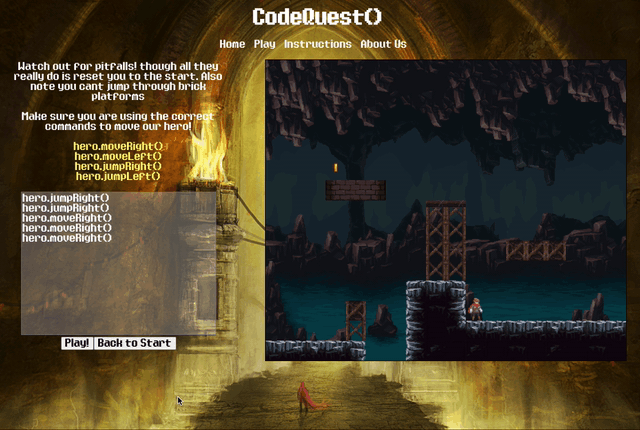 CodeQuest()
Home Play Instructions About Us
Watch out for pitfalls! though all they
really do is reset you to the start. Also
note you cant jump through brick
platforms
Make sure you are using the correct
commands to move our hero!
hero.moveRight()
hero.moveLeft()
hero.jumpRight()
hero.jumpLeft()
hero.jumpRight()
hero.jumpRight()
hero.moveRight()
hero.moveRight()
hero.moveRight()
Play! Back to Start